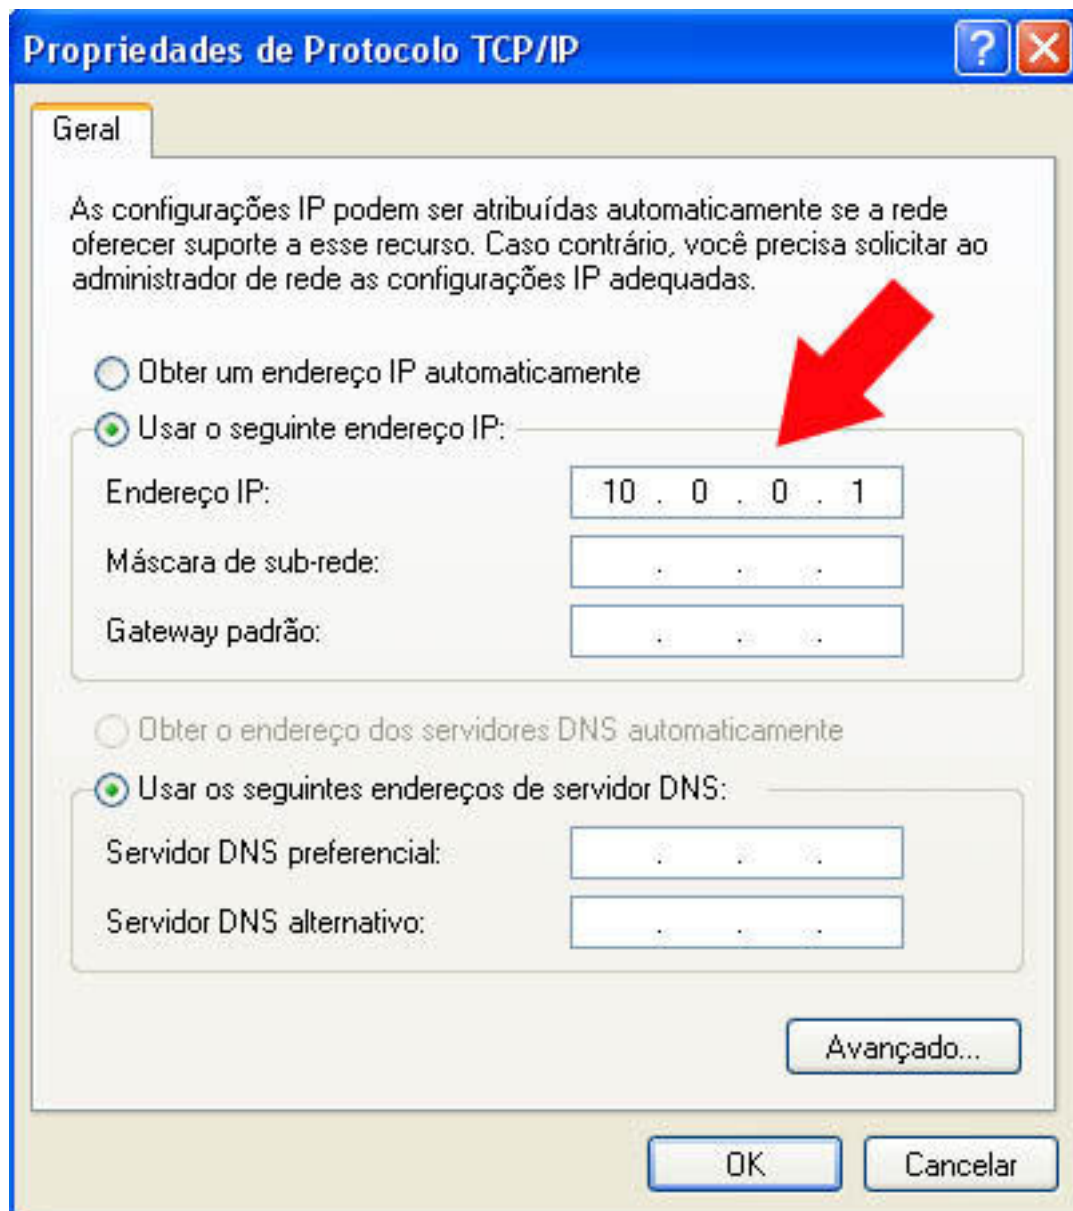 Propriedades de Protocolo TCP/IP
Geral
As configurações IP podem ser atribuídas automaticamente se a rede
oferecer suporte a esse recurso. Caso contrário, você precisa solicitar ao
administrador de rede as configurações IP adequadas.
Obter um endereço IP automaticamente
Usar o seguinte endereço IP:
Endereço IP: 10 . 0 . 0 . 1
Máscara de sub-rede: . . .
Gateway padrão: . . .
Obter o endereço dos servidores DNS automaticamente
Usar os seguintes endereços de servidor DNS:
Servidor DNS preferencial: . . .
Servidor DNS alternativo: . . .
Avançado...
OK Cancelar